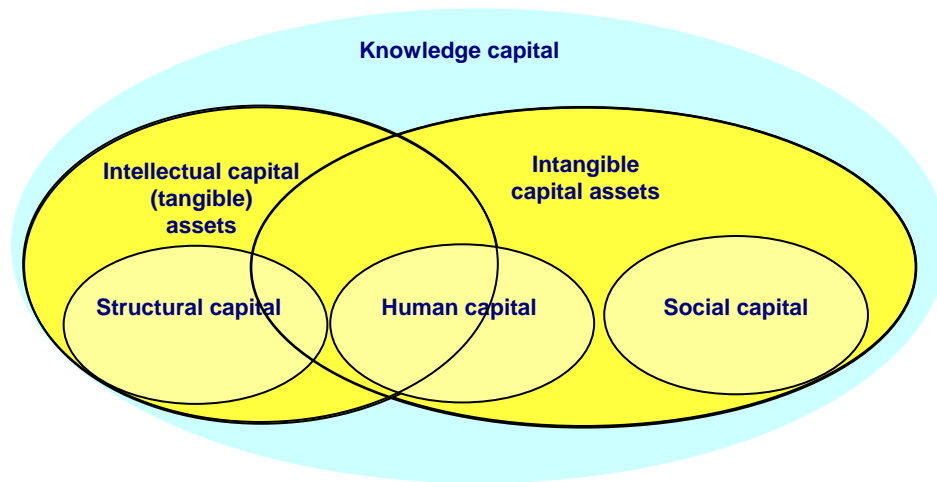 Knowledge capital
Intellectual capital
(tangible)
assets
Intangible
capital assets
Structural capital
Human capital
Social capital